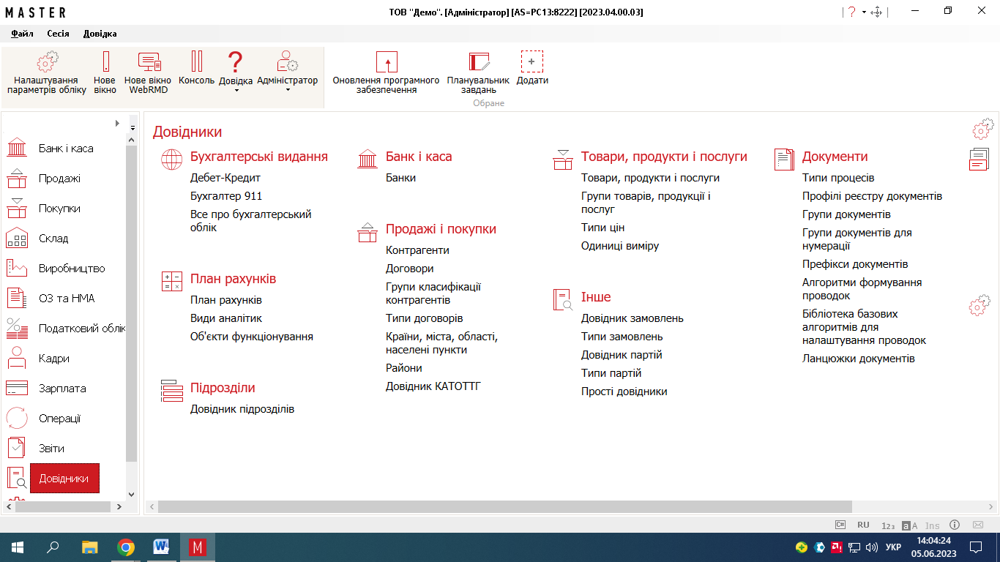 MASTER
ТОВ "Демо". [Адміністратор] [AS=PC13:8222] [2023.04.00.03]
Файл Сесія Довідка
Налаштування
параметрів обліку
Нове
вікно
Нове вікно
WebRMD
Консоль
Довідка
Адміністратор
Оновлення програмного
забезпечення
Планувальник
завдань
Додати
Обране
Банк і каса
Продажі
Покупки
Склад
Виробництво
ОЗ та НМА
Податковий облік
Кадри
Зарплата
Операції
Звіти
Довідники
Довідники
Бухгалтерські видання
Дебет-Кредит
Бухгалтер 911
Все про бухгалтерський
облік
План рахунків
План рахунків
Види аналітик
Об'єкти функціонування
Підрозділи
Довідник підрозділів
Банк і каса
Банки
Продажі і покупки
Контрагенти
Договори
Групи класифікації
контрагентів
Типи договорів
Країни, міста, області,
населені пункти
Райони
Довідник КАТОТТГ
Товари, продукти і послуги
Товари, продукти і послуги
Групи товарів, продукції і
послуг
Типи цін
Одиниці виміру
Інше
Довідник замовлень
Типи замовлень
Довідник партій
Типи партій
Прості довідники
Документи
Типи процесів
Профілі реєстру документів
Групи документів
Групи документів для
нумерації
Префікси документів
Алгоритми формування
проводок
Бібліотека базових
алгоритмів для
налаштування проводок
Ланцюжки документів
C# RU 123 aA Ins
УКР
14:04:24
05.06.2023